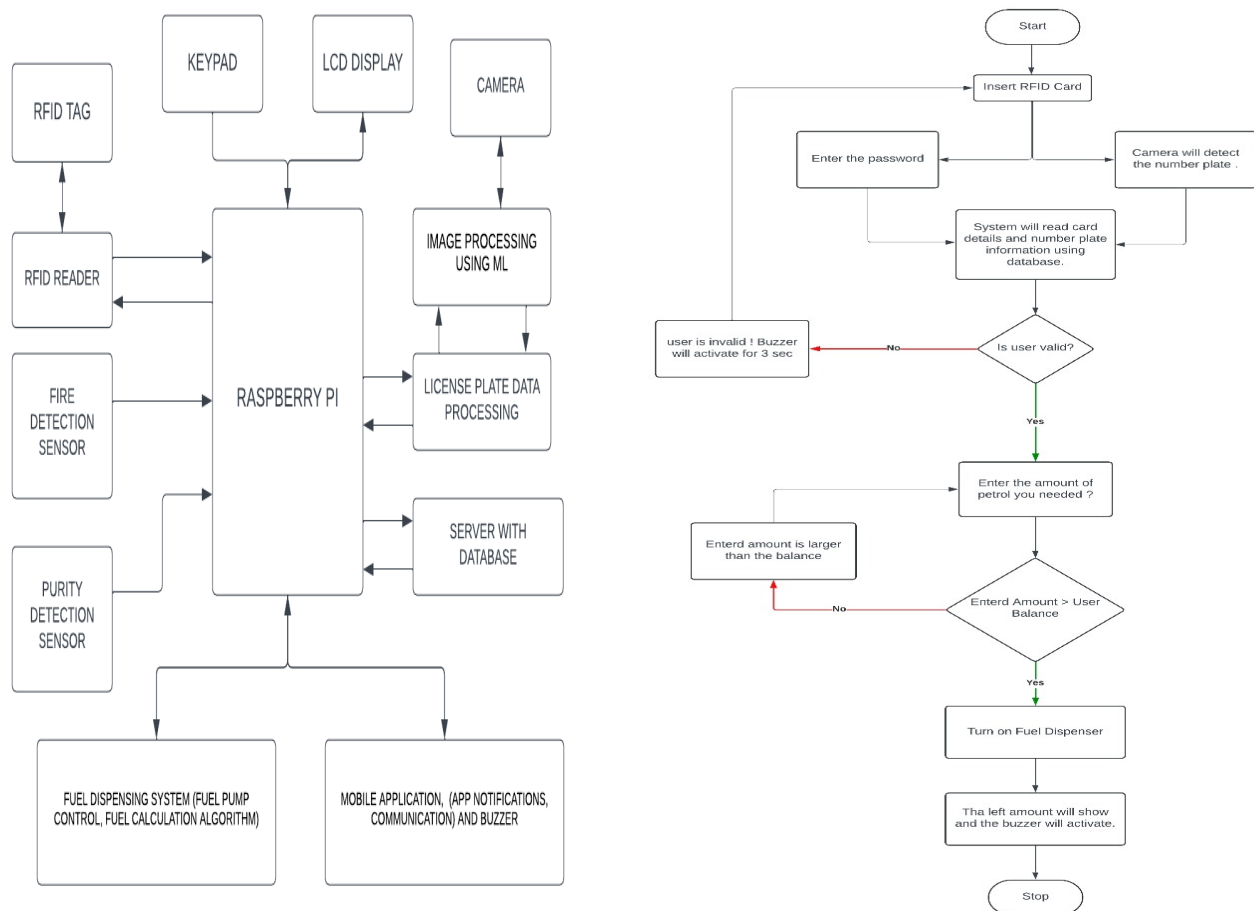 KEYPAD
LCD DISPLAY
CAMERA
RFID TAG
RFID READER
IMAGE PROCESSING
USING ML
RASPBERRY PI
LICENSE PLATE DATA
PROCESSING
FIRE
DETECTION
SENSOR
SERVER WITH
DATABASE
PURITY
DETECTION
SENSOR
FUEL DISPENSING SYSTEM (FUEL PUMP
CONTROL, FUEL CALCULATION ALGORITHM)
MOBILE APPLICATION, (APP NOTIFICATIONS,
COMMUNICATION) AND BUZZER
Start
Insert RFID Card
Enter the password
Camera will detect
the number plate .
System will read card
details and number plate
information using
database.
Is user valid?
No
user is invalid ! Buzzer
will activate for 3 sec
Yes
Enter the amount of
petrol you needed ?
Enterd amount is larger
than the balance
Enterd Amount > User
Balance
No
Yes
Turn on Fuel Dispenser
Tha left amount will show
and the buzzer will activate.
Stop